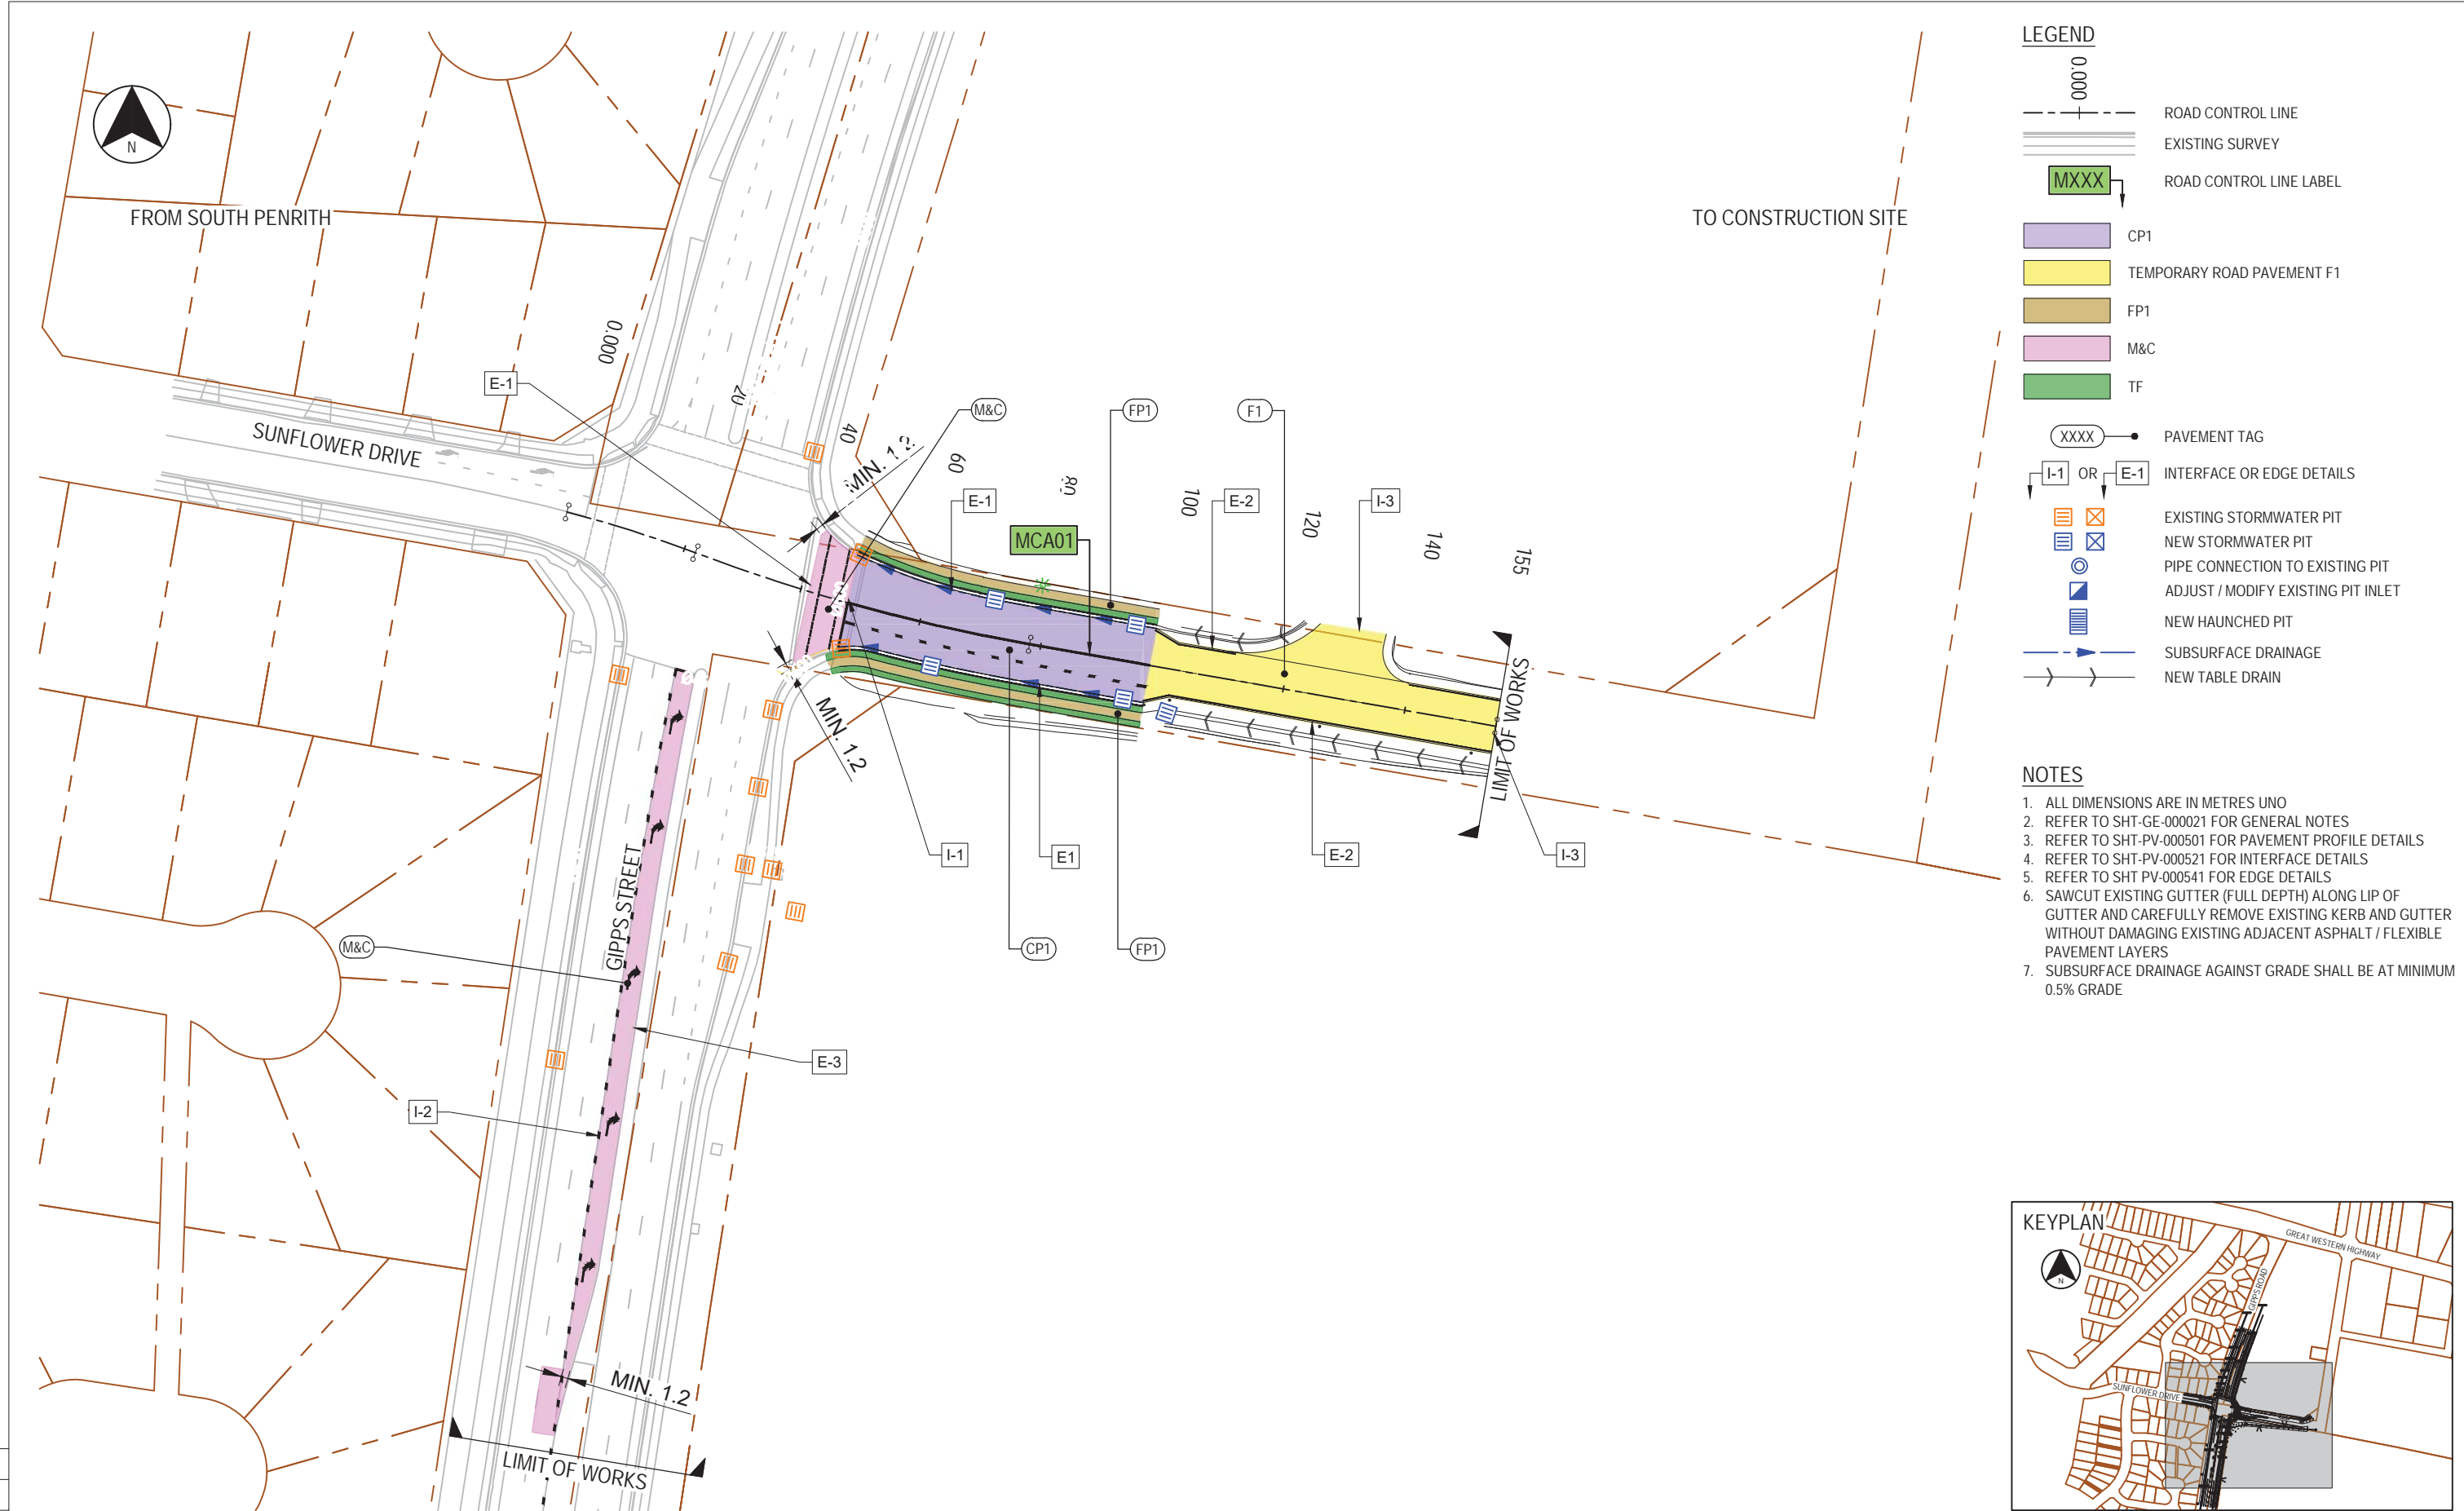 N
FROM SOUTH PENRITH
TO CONSTRUCTION SITE
SUNFLOWER DRIVE
GIPPS STREET
0.000
20
40
60
80
100
120
140
155
E-1
M&C
FP1
F1
MIN. 1.2
E-1
MCA01
E-2
I-3
MIN. 1.2
LIMIT OF WORKS
I-1
E1
E-2
I-3
CP1
FP1
M&C
E-3
I-2
MIN. 1.2
LIMIT OF WORKS
LEGEND
0.000
ROAD CONTROL LINE
EXISTING SURVEY
MXXX ROAD CONTROL LINE LABEL
CP1
TEMPORARY ROAD PAVEMENT F1
FP1
M&C
TF
XXXX PAVEMENT TAG
I-1 OR E-1 INTERFACE OR EDGE DETAILS
EXISTING STORMWATER PIT
NEW STORMWATER PIT
PIPE CONNECTION TO EXISTING PIT
ADJUST / MODIFY EXISTING PIT INLET
NEW HAUNCHED PIT
SUBSURFACE DRAINAGE
NEW TABLE DRAIN
NOTES
1. ALL DIMENSIONS ARE IN METRES UNO
2. REFER TO SHT-GE-000021 FOR GENERAL NOTES
3. REFER TO SHT-PV-000501 FOR PAVEMENT PROFILE DETAILS
4. REFER TO SHT-PV-000521 FOR INTERFACE DETAILS
5. REFER TO SHT PV-000541 FOR EDGE DETAILS
6. SAWCUT EXISTING GUTTER (FULL DEPTH) ALONG LIP OF
GUTTER AND CAREFULLY REMOVE EXISTING KERB AND GUTTER
WITHOUT DAMAGING EXISTING ADJACENT ASPHALT / FLEXIBLE
PAVEMENT LAYERS
7. SUBSURFACE DRAINAGE AGAINST GRADE SHALL BE AT MINIMUM
0.5% GRADE
KEYPLAN
N
GREAT WESTERN HIGHWAY
GIPPS ROAD
SUNFLOWER DRIVE